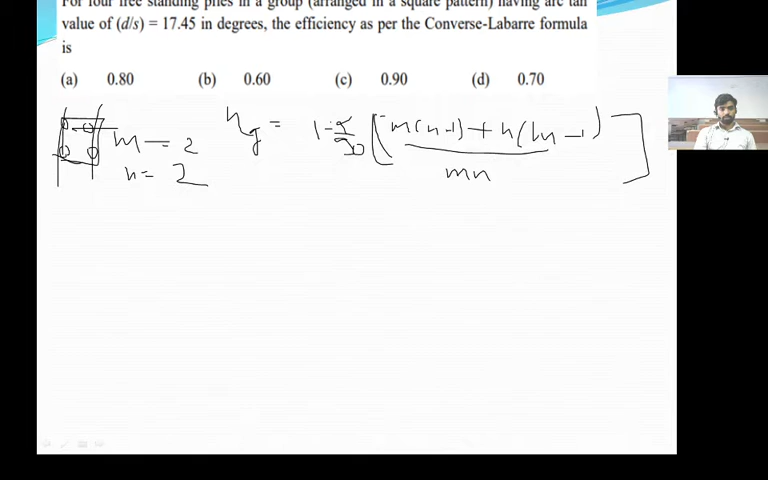 For four free standing piles in a group (arranged in a square pattern) having arc tan
value of (d/s) = 17.45 in degrees, the efficiency as per the Converse-Labarre formula
is
(a) 0.80 (b) 0.60 (c) 0.90 (d) 0.70
m = 2
n = 2
ηg = [m(n-1) + n(m-1)]
mn